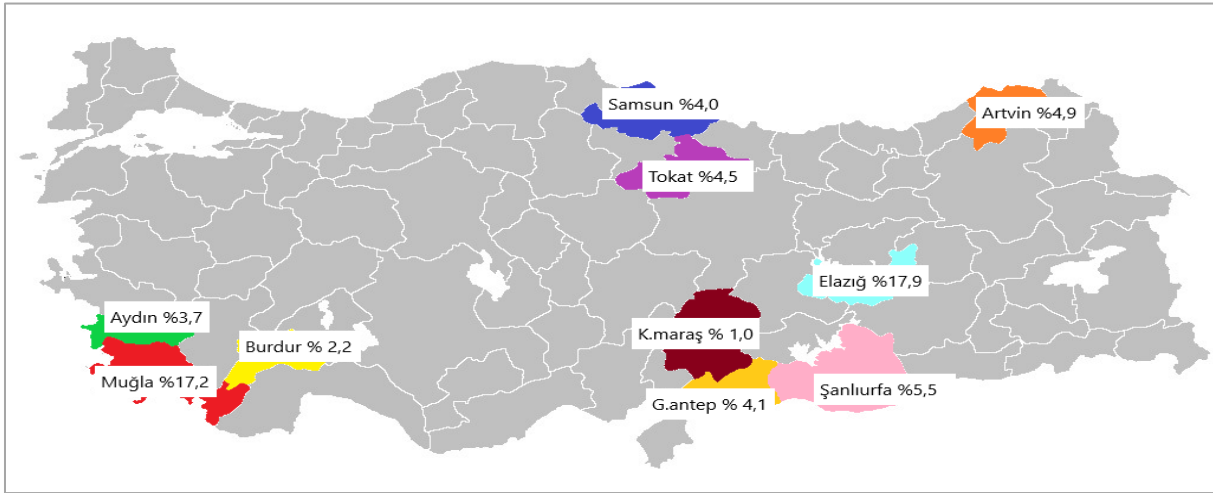 Samsun %4,0
Artvin %4,9
Tokat %4,5
Elazığ %17,9
Aydın %3,7
K.maraş % 1,0
Burdur % 2,2
Muğla %17,2
Şanlıurfa %5,5
G.antep % 4,1